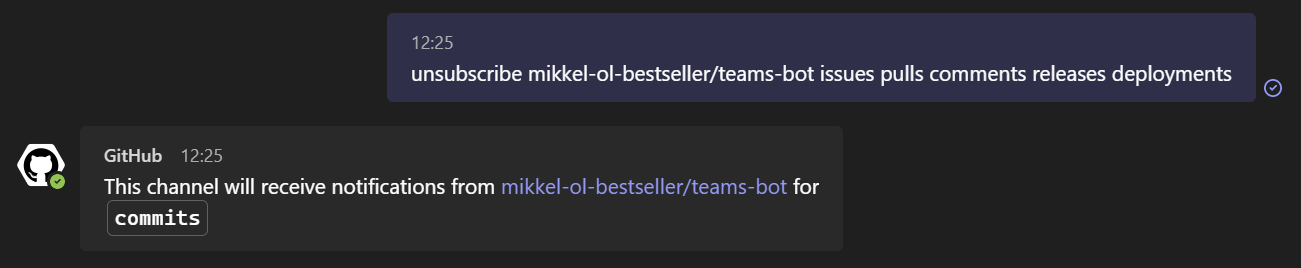 12:25
unsubscribe mikkel-ol-bestseller/teams-bot issues pulls comments releases deployments
GitHub 12:25
This channel will receive notifications from mikkel-ol-bestseller/teams-bot for
commits